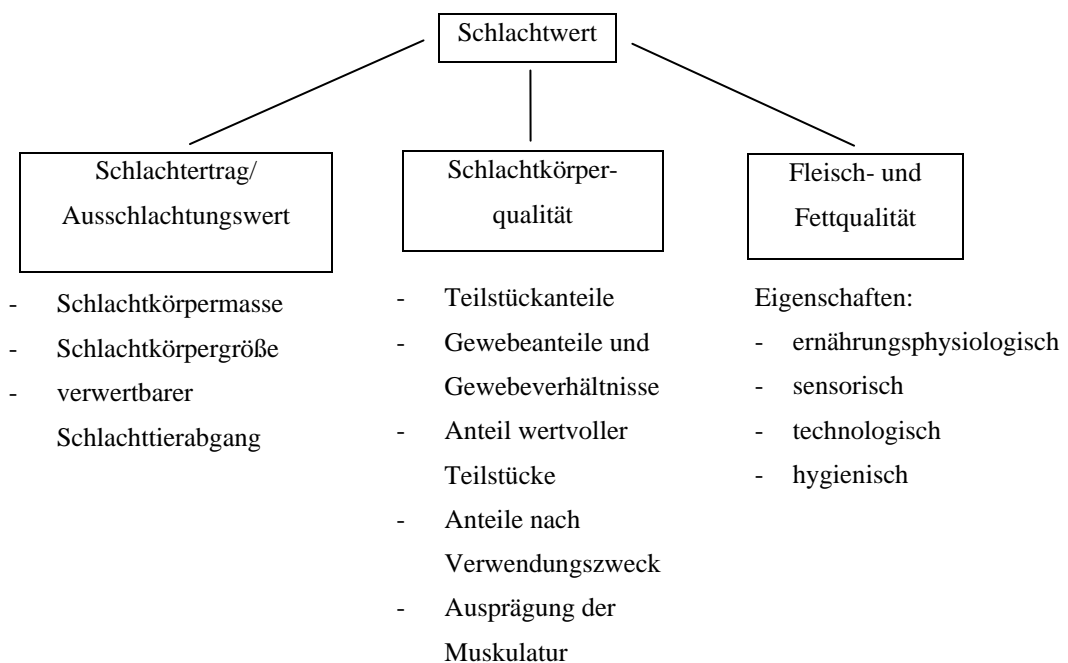 Schlachtwert
Schlachtertrag/
Ausschlachtungswert
- Schlachtkörpermasse
- Schlachtkörpergröße
- verwertbarer
Schlachttierabgang
Schlachtkörper-
qualität
- Teilstückanteile
- Gewebeanteile und
Gewebeverhältnisse
- Anteil wertvoller
Teilstücke
- Anteile nach
Verwendungszweck
- Ausprägung der
Muskulatur
Fleisch- und
Fettqualität
Eigenschaften:
- ernährungsphysiologisch
- sensorisch
- technologisch
- hygienisch